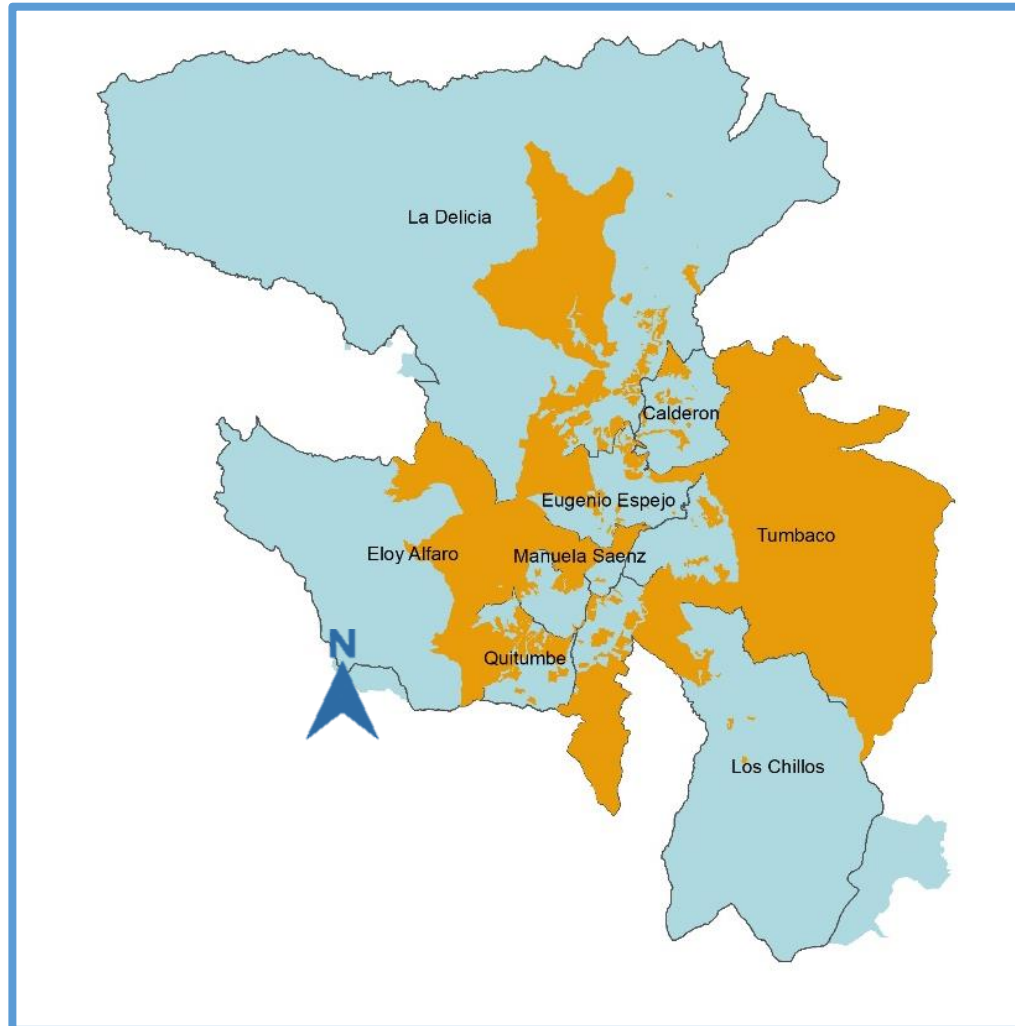 La Delicia
Calderon
Eugenio Espejo
Tumbaco
Eloy Alfaro
Manuela Saenz
N
Quitumbe
Los Chillos